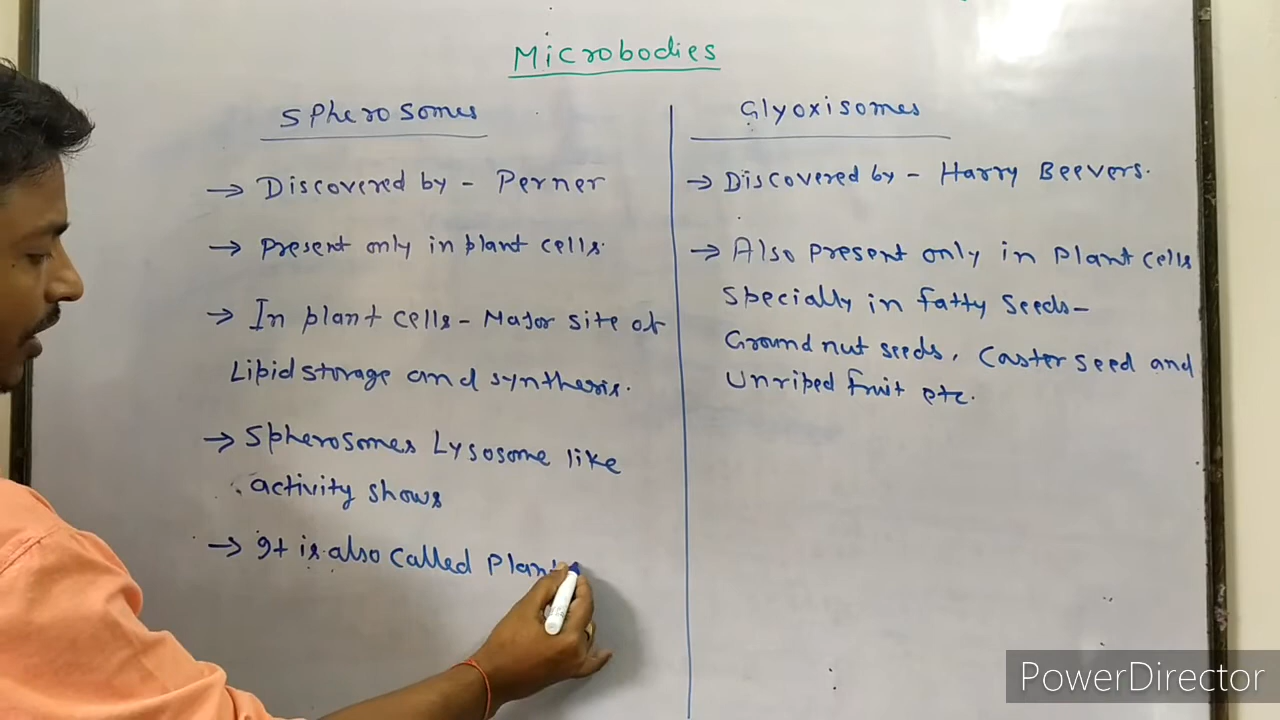 Microbodies
Spherosomes
→ Discovered by - Perner
→ Present only in plant cells.
→ In plant cells - Major site of
Lipid storage and synthesis.
→ Spherosomes Lysosome like
activity shows
→ It is also called Plant
Glyoxisomes
→ Discovered by - Harry Beevers.
→ Also present only in Plant cells
specially in fatty seeds-
Ground nut seeds, Caster seed and
Unriped fruit etc.
PowerDirector